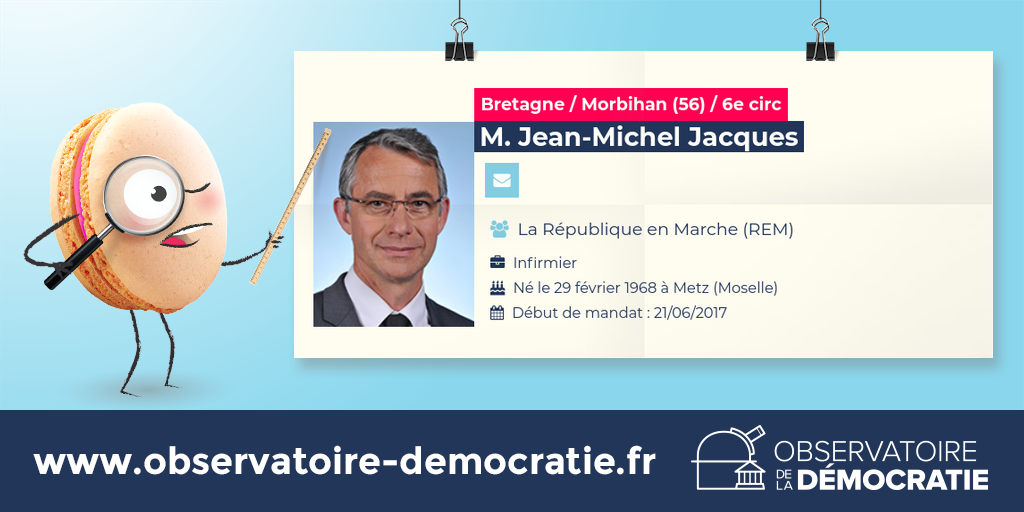 Bretagne / Morbihan (56) / 6e circ
M. Jean-Michel Jacques
La République en Marche (REM)
Infirmier
Né le 29 février 1968 à Metz (Moselle)
Début de mandat : 21/06/2017
www.observatoire-democratie.fr
OBSERVATOIRE
DE LA DÉMOCRATIE